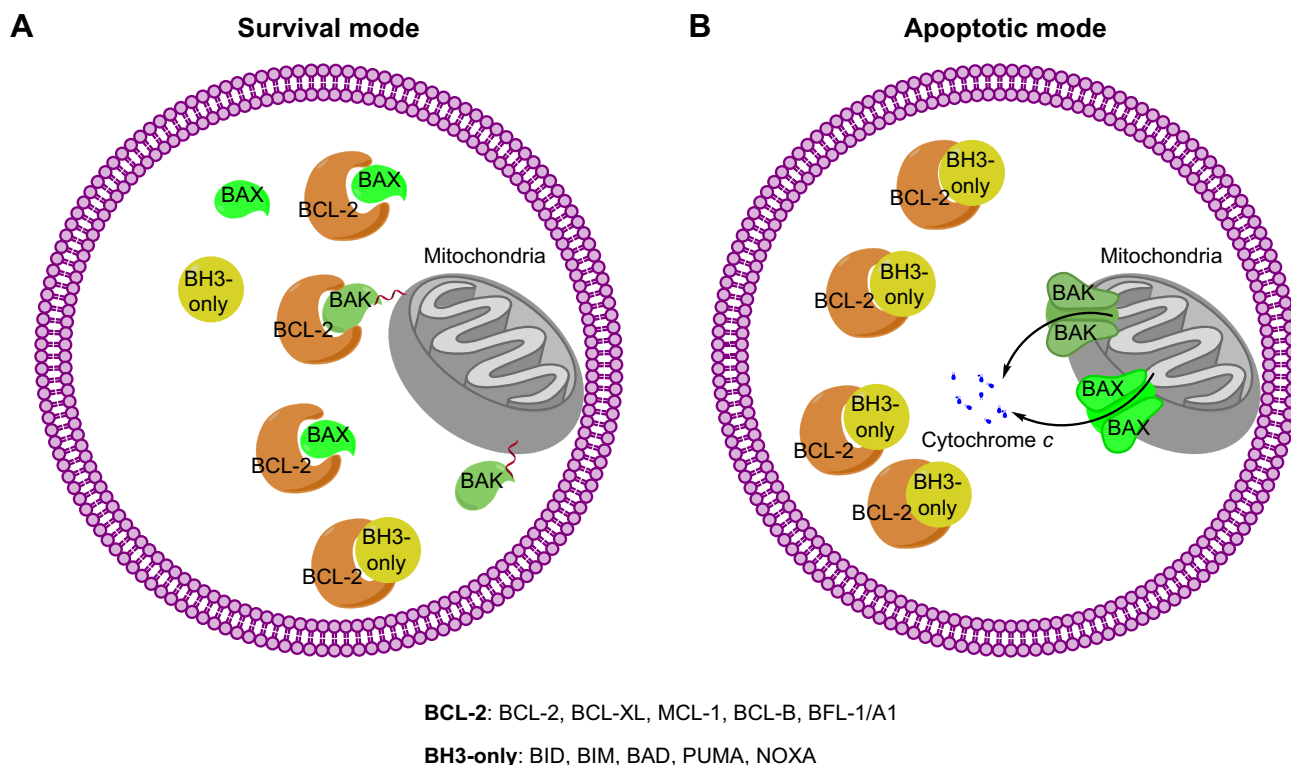 A
Survival mode
BAX
BAX
BCL-2
BH3-
only
Mitochondria
BAK
BCL-2
BAX
BCL-2
BAK
BH3-
only
BCL-2
B
Apoptotic mode
BH3-
only
BCL-2
Mitochondria
BH3-
only
BCL-2
BAK
BAK
BH3-
only
BCL-2
BAX
BAX
Cytochrome c
BH3-
only
BCL-2
BCL-2: BCL-2, BCL-XL, MCL-1, BCL-B, BFL-1/A1
BH3-only: BID, BIM, BAD, PUMA, NOXA